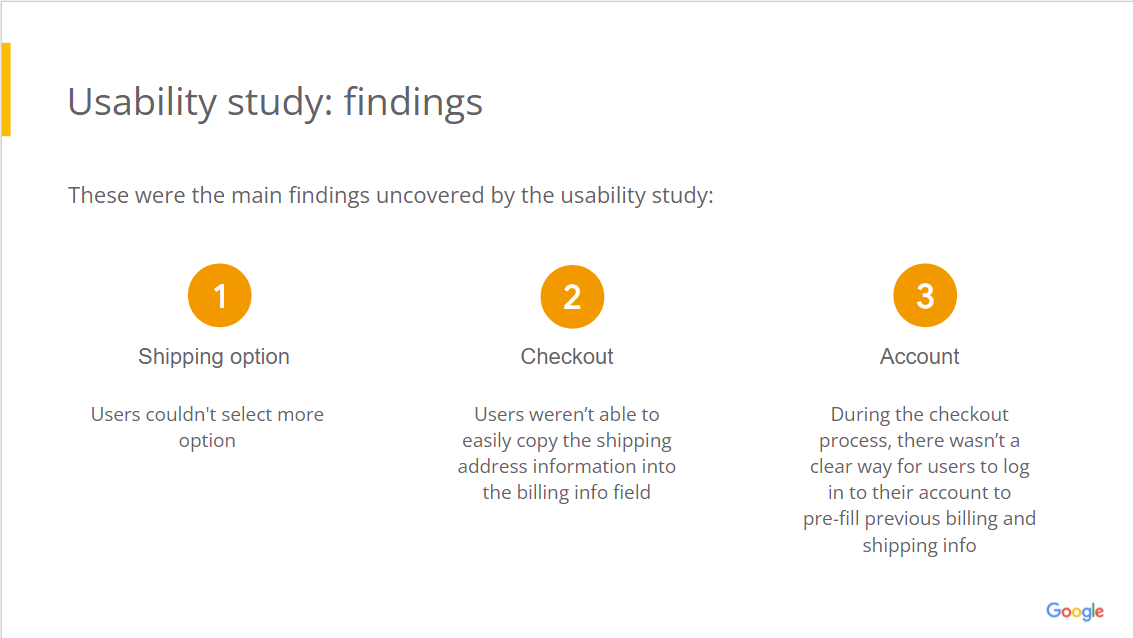 Usability study: findings
These were the main findings uncovered by the usability study:
1
Shipping option
Users couldn't select more
option
2
Checkout
Users weren’t able to
easily copy the shipping
address information into
the billing info field
3
Account
During the checkout
process, there wasn’t a
clear way for users to log
in to their account to
pre-fill previous billing and
shipping info
Google